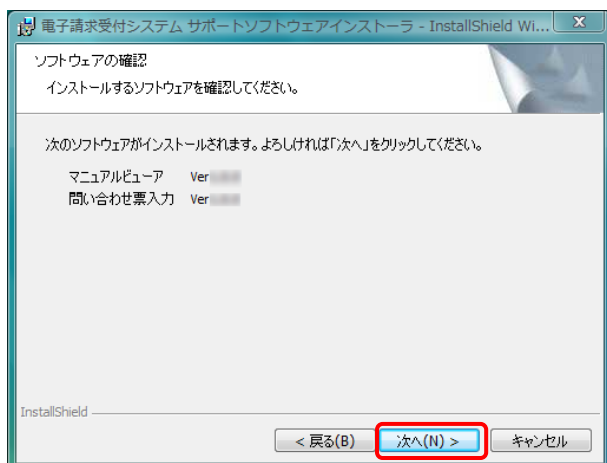 電子請求受付システム サポートソフトウェアインストーラ - InstallShield Wi...
ソフトウェアの確認
インストールするソフトウェアを確認してください。
次のソフトウェアがインストールされます。よろしければ「次へ」をクリックしてください。
マニュアルビューア Ver
問い合わせ票入力 Ver
InstallShield
< 戻る(B) 次へ(N) > キャンセル